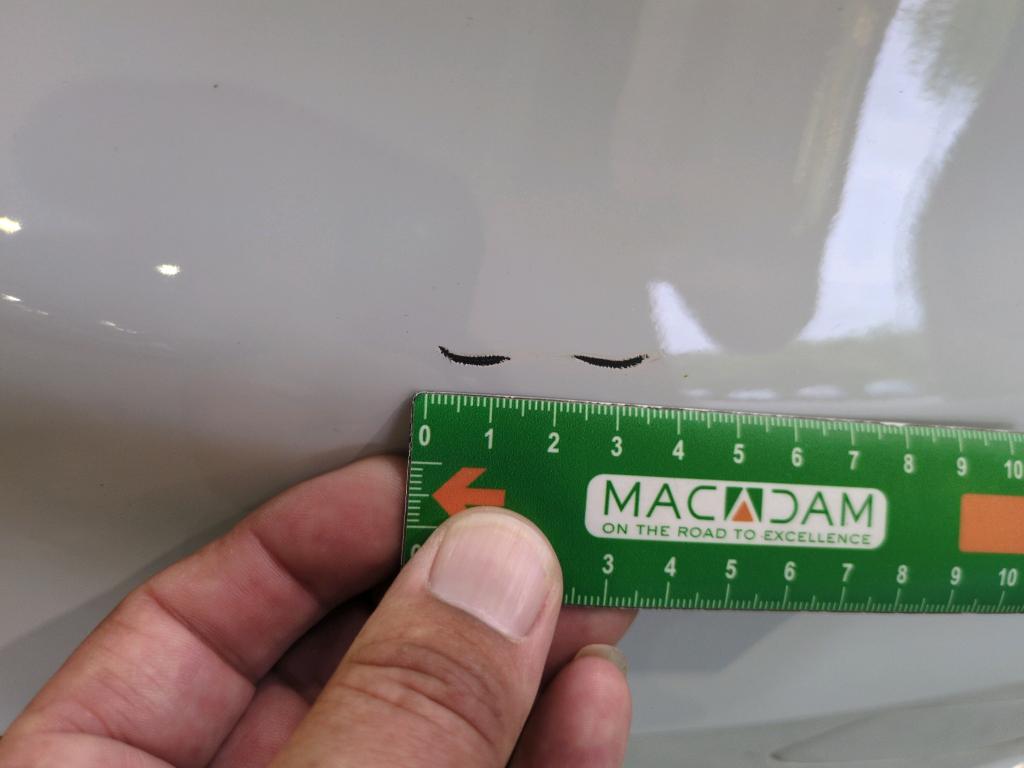 0 1 2 3 4 5 6 7 8 9 10
MACADAM
ON THE ROAD TO EXCELLENCE
3 4 5 6 7 8 9 10